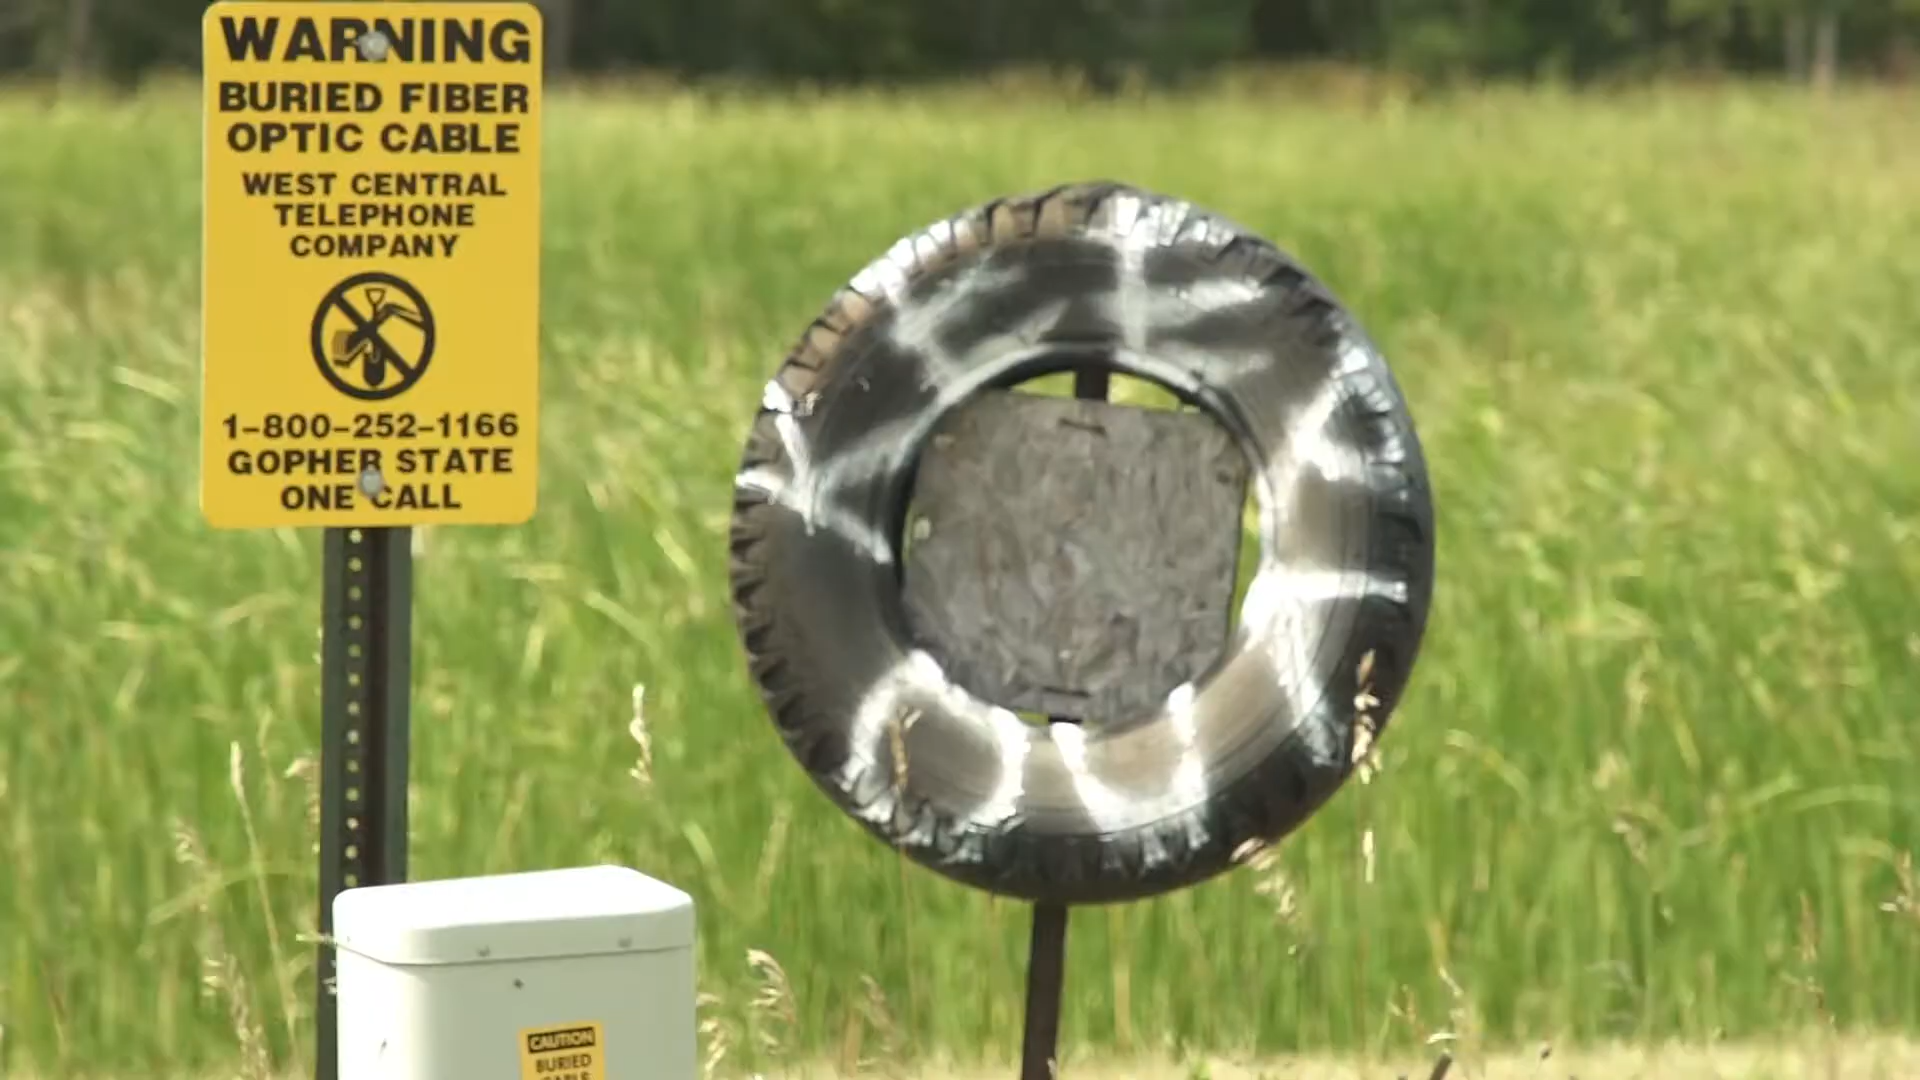 WARNING
BURIED FIBER
OPTIC CABLE
WEST CENTRAL
TELEPHONE
COMPANY
1-800-252-1166
GOPHER STATE
ONE CALL
CAUTION
BURIED
CABLE